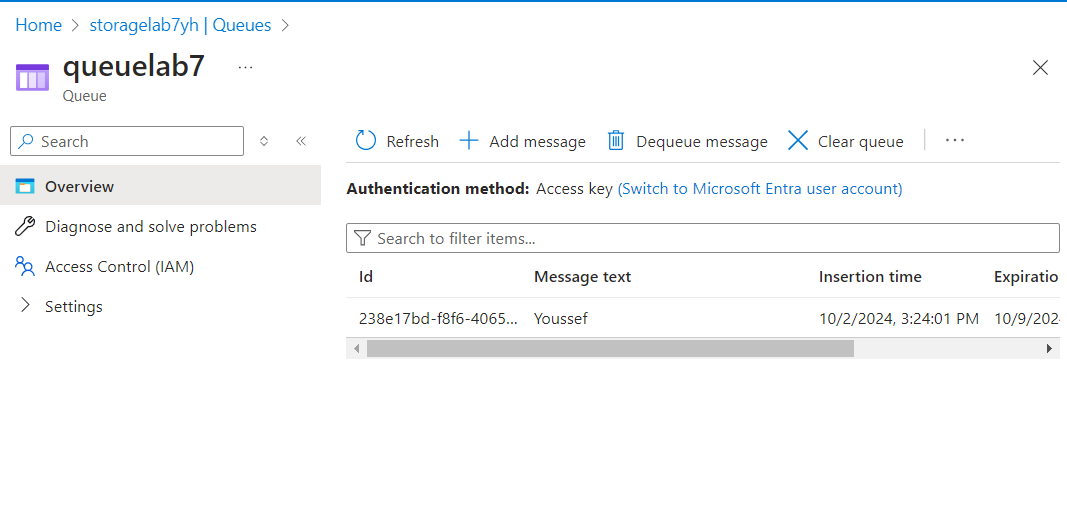 Home > storagelab7yh | Queues >
queuelab7 ...
Queue
Search
Overview
Diagnose and solve problems
Access Control (IAM)
Settings
Refresh Add message Dequeue message Clear queue ...
Authentication method: Access key (Switch to Microsoft Entra user account)
Search to filter items...
Id Message text Insertion time Expiratio
238e17bd-f8f6-4065... Youssef 10/2/2024, 3:24:01 PM 10/9/202